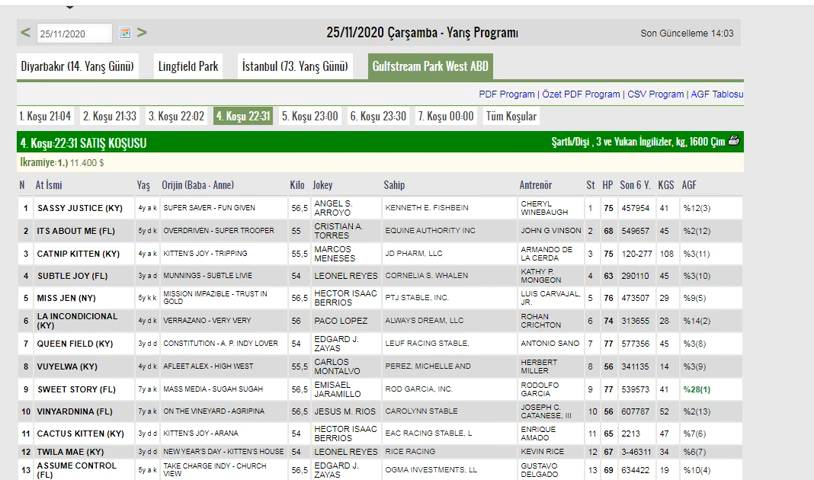 < 25/11/2020 > 25/11/2020 Çarşamba - Yarış Programı Son Güncelleme 14:03
Diyarbakır (14. Yarış Günü) Lingfield Park İstanbul (73. Yarış Günü) Gulfstream Park West ABD
PDF Program | Özet PDF Program | CSV Program | AGF Tablosu
1. Koşu 21:04 2. Koşu 21:33 3. Koşu 22:02 4. Koşu 22:31 5. Koşu 23:00 6. Koşu 23:30 7. Koşu 00:00 Tüm Koşular
4. Koşu:22:31 SATIŞ KOŞUSU Şartlı/Dişi , 3 ve Yukarı İngilizler, kg, 1600 Çim
İkramiye:1.) 11.400 $
N At İsmi Yaş Orijin (Baba - Anne) Kilo Jokey Sahip Antrenör St HP Son 6 Y. KGS AGF
1 SASSY JUSTICE (KY) 4y a k SUPER SAVER - FUN GIVEN 56,5 ANGEL S. ARROYO KENNETH E. FISHBEIN CHERYL WINEBAUGH 1 75 457954 41 %12(3)
2 ITS ABOUT ME (FL) 5y d k OVERDRIVEN - SUPER TROOPER 55 CRISTIAN A. TORRES EQUINE AUTHORITY INC JOHN G VINSON 2 68 549657 45 %2(12)
3 CATNIP KITTEN (KY) 4y a k KITTEN'S JOY - TRIPPING 55,5 MARCOS MENESES JD PHARM, LLC ARMANDO DE LA CERDA 3 75 120-277 108 %3(11)
4 SUBTLE JOY (FL) 3y a d MUNNINGS - SUBTLE LIVIE 54 LEONEL REYES CORNELIA S. WHALEN KATHY P. MONGEON 4 63 290110 45 %3(10)
5 MISS JEN (NY) 5y k k MISSION IMPAZIBLE - TRUST IN GOLD 56,5 HECTOR ISAAC BERRIOS PTJ STABLE, INC. LUIS CARVAJAL, JR. 5 76 473507 29 %9(5)
6 LA INCONDICIONAL (KY) 4y d k VERRAZANO - VERY VERY 56 PACO LOPEZ ALWAYS DREAM, LLC ROHAN CRICHTON 6 74 313655 28 %14(2)
7 QUEEN FIELD (KY) 3y d d CONSTITUTION - A. P. INDY LOVER 54 EDGARD J. ZAYAS LEUF RACING STABLE, ANTONIO SANO 7 77 577356 45 %3(8)
8 VUYELWA (KY) 4y d k AFLEET ALEX - HIGH WEST 55,5 CARLOS MONTALVO PEREZ, MICHELLE AND HERBERT MILLER 8 56 341135 14 %3(9)
9 SWEET STORY (FL) 7y a k MASS MEDIA - SUGAH SUGAH 56,5 EMISAEL JARAMILLO ROD GARCIA, INC. RODOLFO GARCIA 9 77 539573 41 %28(1)
10 VINYARDNINA (FL) 7y a k ON THE VINEYARD - AGRIPINA 56,5 JESUS M. RIOS CAROLYNN STABLE JOSEPH C. CATANESE, III 10 56 607787 52 %2(13)
11 CACTUS KITTEN (KY) 3y d d KITTEN'S JOY - ARANA 54 HECTOR ISAAC BERRIOS EAC RACING STABLE, L ENRIQUE AMADO 11 65 2213 47 %7(6)
12 TWILA MAE (KY) 3y d d NEW YEAR'S DAY - KITTEN'S HOUSE 54 LEONEL REYES RICE RACING KEVIN RICE 12 67 3-46311 34 %6(7)
13 ASSUME CONTROL (FL) 5y a k TAKE CHARGE INDY - CHURCH VIEW 56,5 EDGARD J. ZAYAS OGMA INVESTMENTS, LL GUSTAVO DELGADO 13 69 634422 19 %10(4)